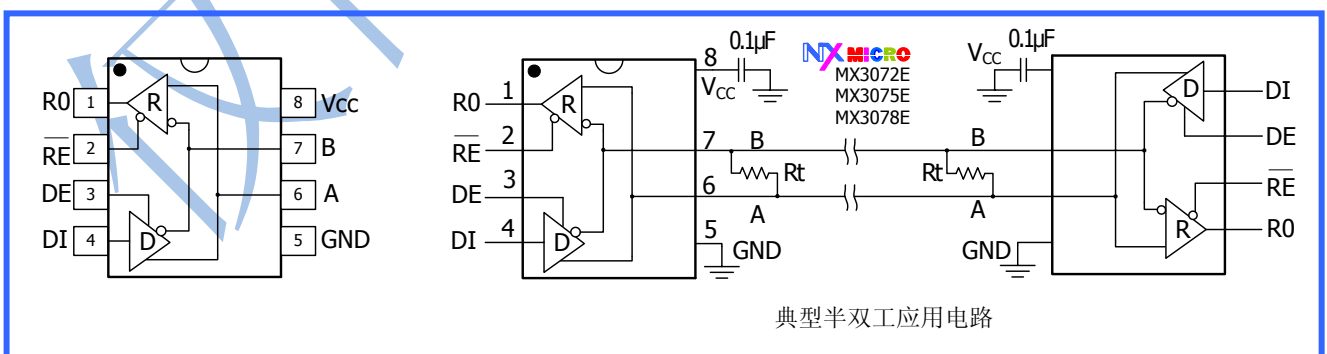 R0 1
RE 2
DE 3
DI 4
R
D
8 Vcc
7 B
6 A
5 GND
R0 1
RE 2
DE 3
DI 4
R
D
8
VCC
0.1μF
7 B
Rt
6
A
5
GND
NX MICRO
MX3072E
MX3075E
MX3078E
VCC 0.1μF
B
Rt
A
GND
D
R
DI
DE
RE
R0
典型半双工应用电路